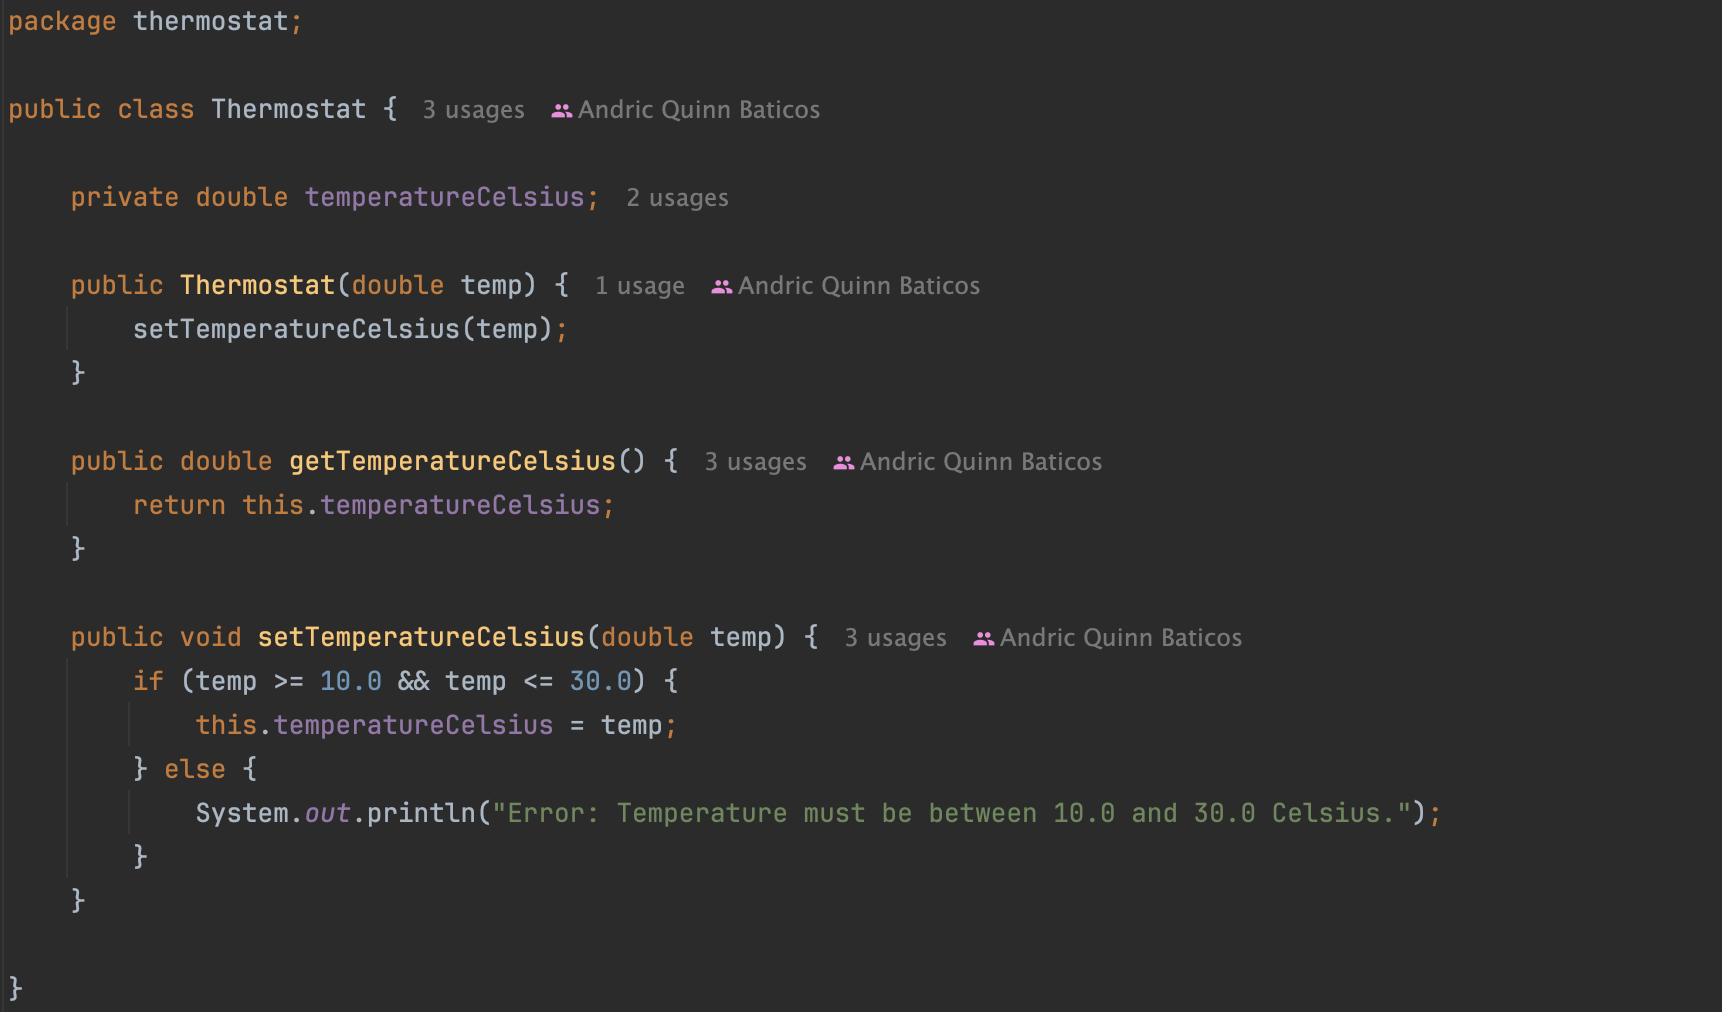 package thermostat;
public class Thermostat { 3 usages Andric Quinn Baticos
private double temperatureCelsius; 2 usages
public Thermostat(double temp) { 1 usage Andric Quinn Baticos
setTemperatureCelsius(temp);
}
public double getTemperatureCelsius() { 3 usages Andric Quinn Baticos
return this.temperatureCelsius;
}
public void setTemperatureCelsius(double temp) { 3 usages Andric Quinn Baticos
if (temp >= 10.0 && temp <= 30.0) {
this.temperatureCelsius = temp;
} else {
System.out.println("Error: Temperature must be between 10.0 and 30.0 Celsius.");
}
}
}